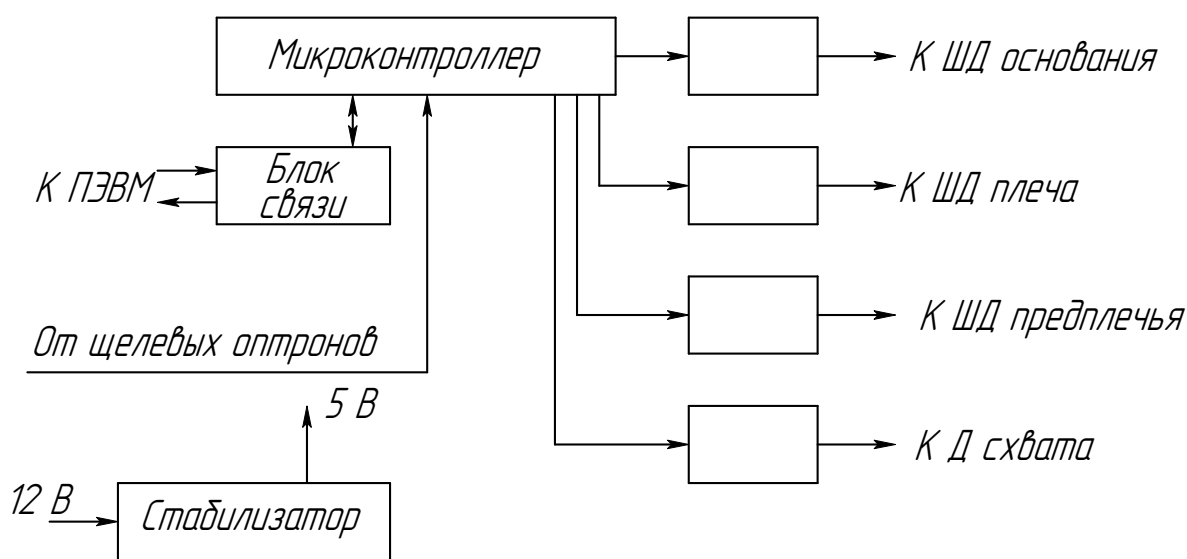 Микроконтроллер
К ШД основания
Блок
связи
К ПЭВМ
К ШД плеча
К ШД предплечья
От щелевых оптронов
5 В
К Д схвата
12 В
Стабилизатор